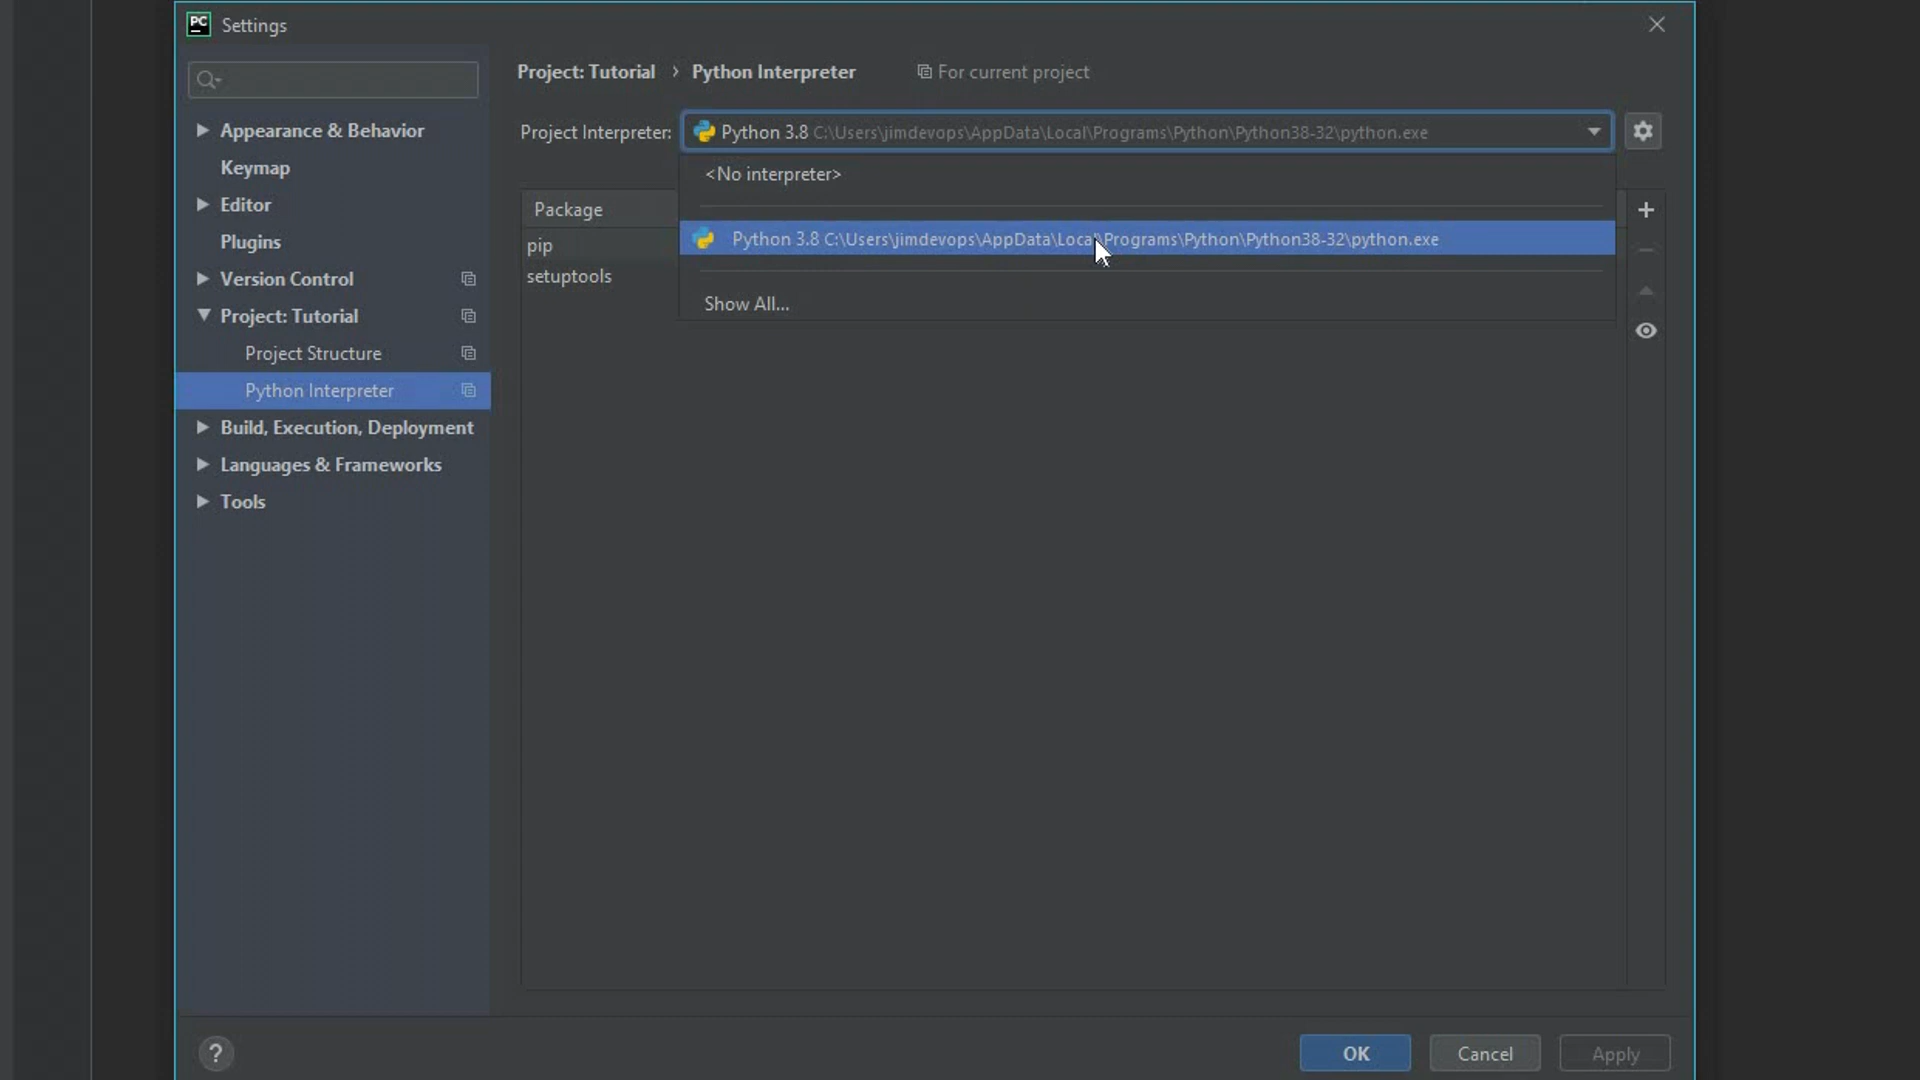 PC Settings
Project: Tutorial › Python Interpreter For current project
Appearance & Behavior
Keymap
Editor
Plugins
Version Control
Project: Tutorial
Project Structure
Python Interpreter
Build, Execution, Deployment
Languages & Frameworks
Tools
Project Interpreter: Python 3.8 C:\Users\jimdevops\AppData\Local\Programs\Python\Python38-32\python.exe
<No interpreter>
Python 3.8 C:\Users\jimdevops\AppData\Local\Programs\Python\Python38-32\python.exe
Show All...
Package
pip
setuptools
?
OK Cancel Apply